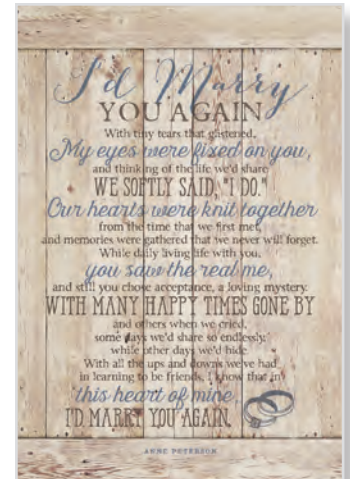 I'd Marry
YOU AGAIN
With tiny tears that glistened,
My eyes were fixed on you,
and thinking of the life we'd share
WE SOFTLY SAID, "I DO."
Our hearts were knit together
from the time that we first met,
and memories were gathered that we never will forget.
While daily living life with you,
you saw the real me,
and still you chose acceptance, a loving mystery.
WITH MANY HAPPY TIMES GONE BY
and others when we cried,
some days we'd share so endlessly,
while other days we'd hide.
With all the ups and downs we've had
in learning to be friends, I know that in
this heart of mine,
I'D MARRY YOU AGAIN.
ANNE PETERSON